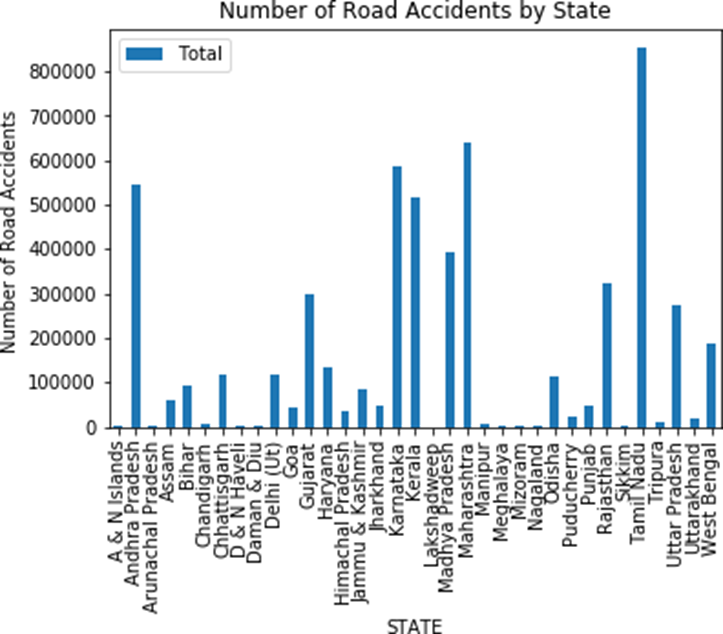 Number of Road Accidents by State
Total
Number of Road Accidents
800000
700000
600000
500000
400000
300000
200000
100000
0
A & N Islands
Andhra Pradesh
Arunachal Pradesh
Assam
Bihar
Chandigarh
Chhattisgarh
D & N Haveli
Daman & Diu
Delhi (Ut)
Goa
Gujarat
Haryana
Himachal Pradesh
Jammu & Kashmir
Jharkhand
Karnataka
Kerala
Lakshadweep
Madhya Pradesh
Maharashtra
Manipur
Meghalaya
Mizoram
Nagaland
Odisha
Puducherry
Punjab
Rajasthan
Sikkim
Tamil Nadu
Tripura
Uttar Pradesh
Uttarakhand
West Bengal
STATE